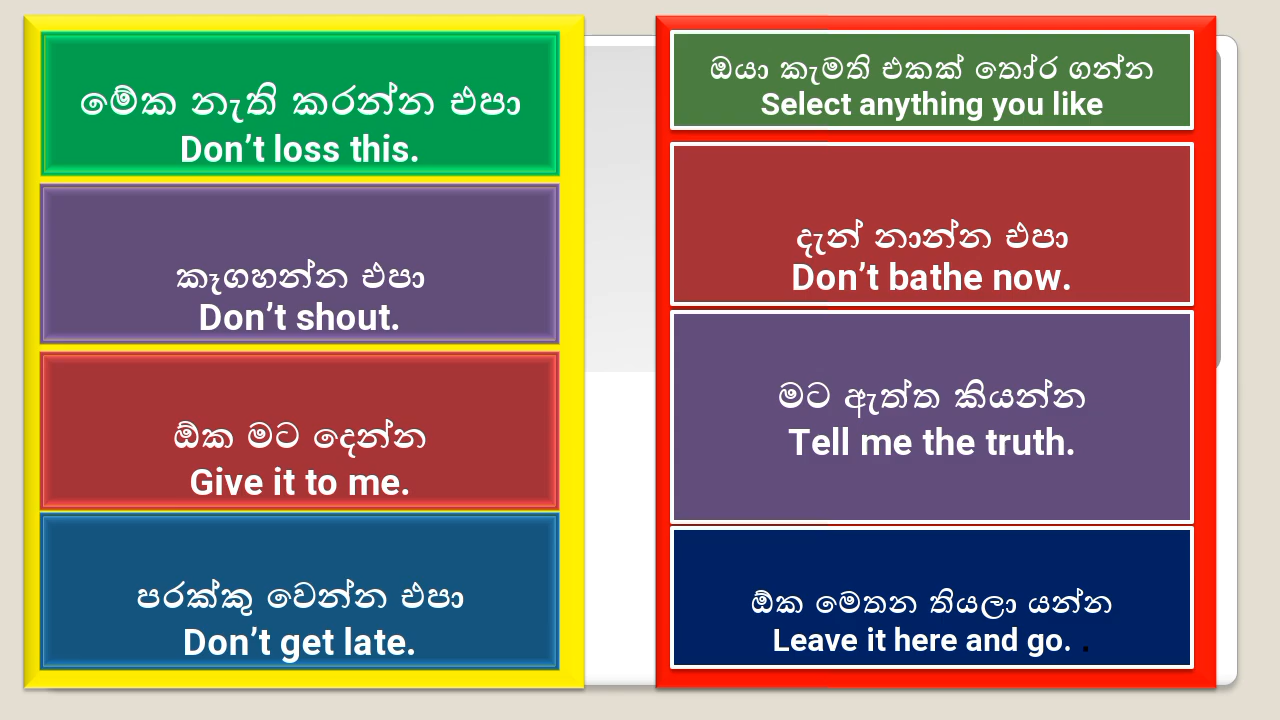 මේක නැති කරන්න එපා
Don’t loss this.
කෑගහන්න එපා
Don’t shout.
ඕක මට දෙන්න
Give it to me.
පරක්කු වෙන්න එපා
Don’t get late.
ඔයා කැමති එකක් තෝර ගන්න
Select anything you like
දැන් නාන්න එපා
Don’t bathe now.
මට ඇත්ත කියන්න
Tell me the truth.
ඕක මෙතන තියලා යන්න
Leave it here and go. .